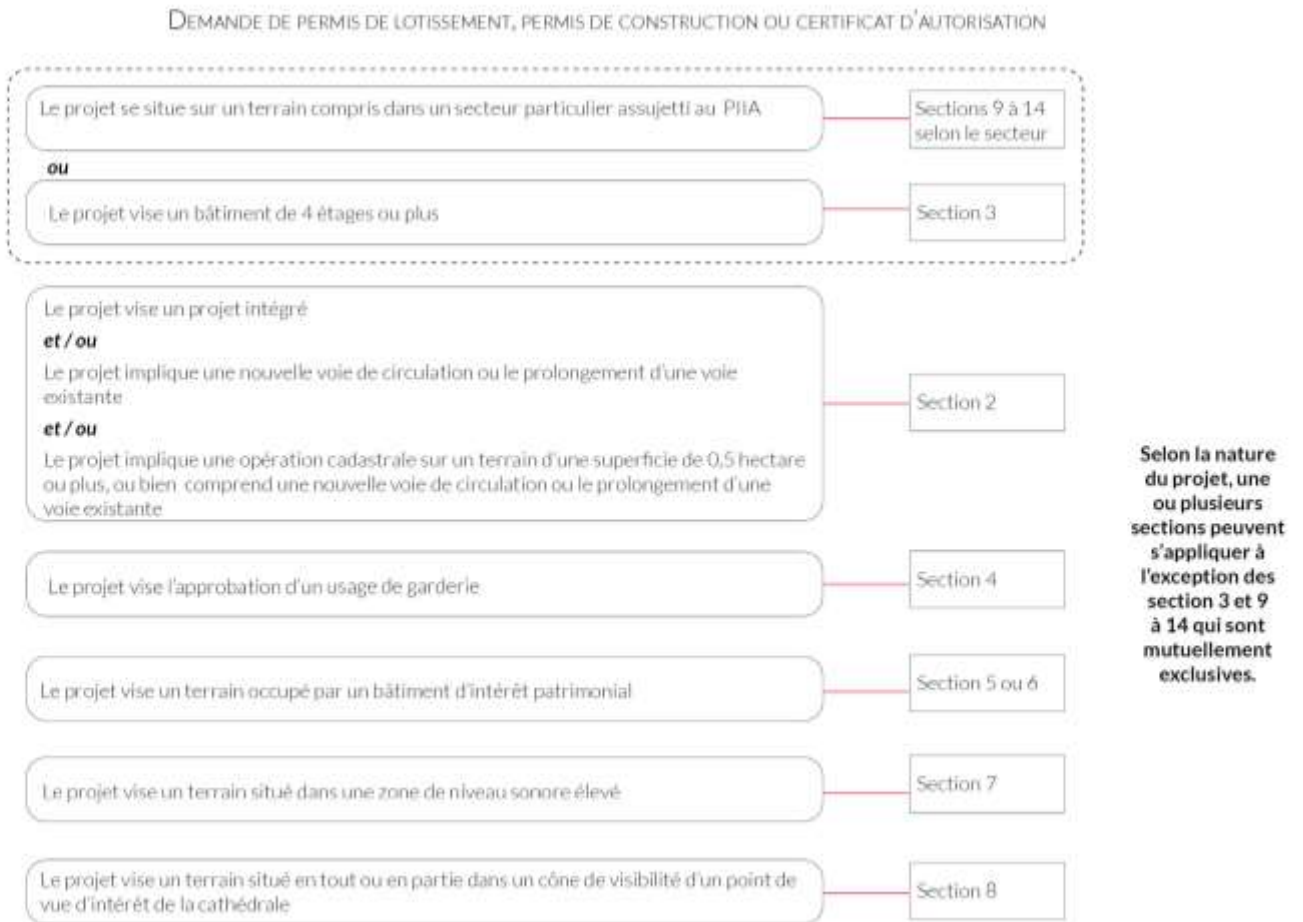 DEMANDE DE PERMIS DE LOTISSEMENT, PERMIS DE CONSTRUCTION OU CERTIFICAT D'AUTORISATION
Le projet se situe sur un terrain compris dans un secteur particulier assujetti au PIIA
Sections 9 à 14
selon le secteur
ou
Le projet vise un bâtiment de 4 étages ou plus
Section 3
Le projet vise un projet intégré
et / ou
Le projet implique une nouvelle voie de circulation ou le prolongement d'une voie
existante
et / ou
Le projet implique une opération cadastrale sur un terrain d'une superficie de 0,5 hectare
ou plus, ou bien comprend une nouvelle voie de circulation ou le prolongement d'une
voie existante
Section 2
Le projet vise l'approbation d'un usage de garderie
Section 4
Le projet vise un terrain occupé par un bâtiment d'intérêt patrimonial
Section 5 ou 6
Le projet vise un terrain situé dans une zone de niveau sonore élevé
Section 7
Le projet vise un terrain situé en tout ou en partie dans un cône de visibilité d'un point de
vue d'intérêt de la cathédrale
Section 8
Selon la nature
du projet, une
ou plusieurs
sections peuvent
s'appliquer à
l'exception des
section 3 et 9
à 14 qui sont
mutuellement
exclusives.